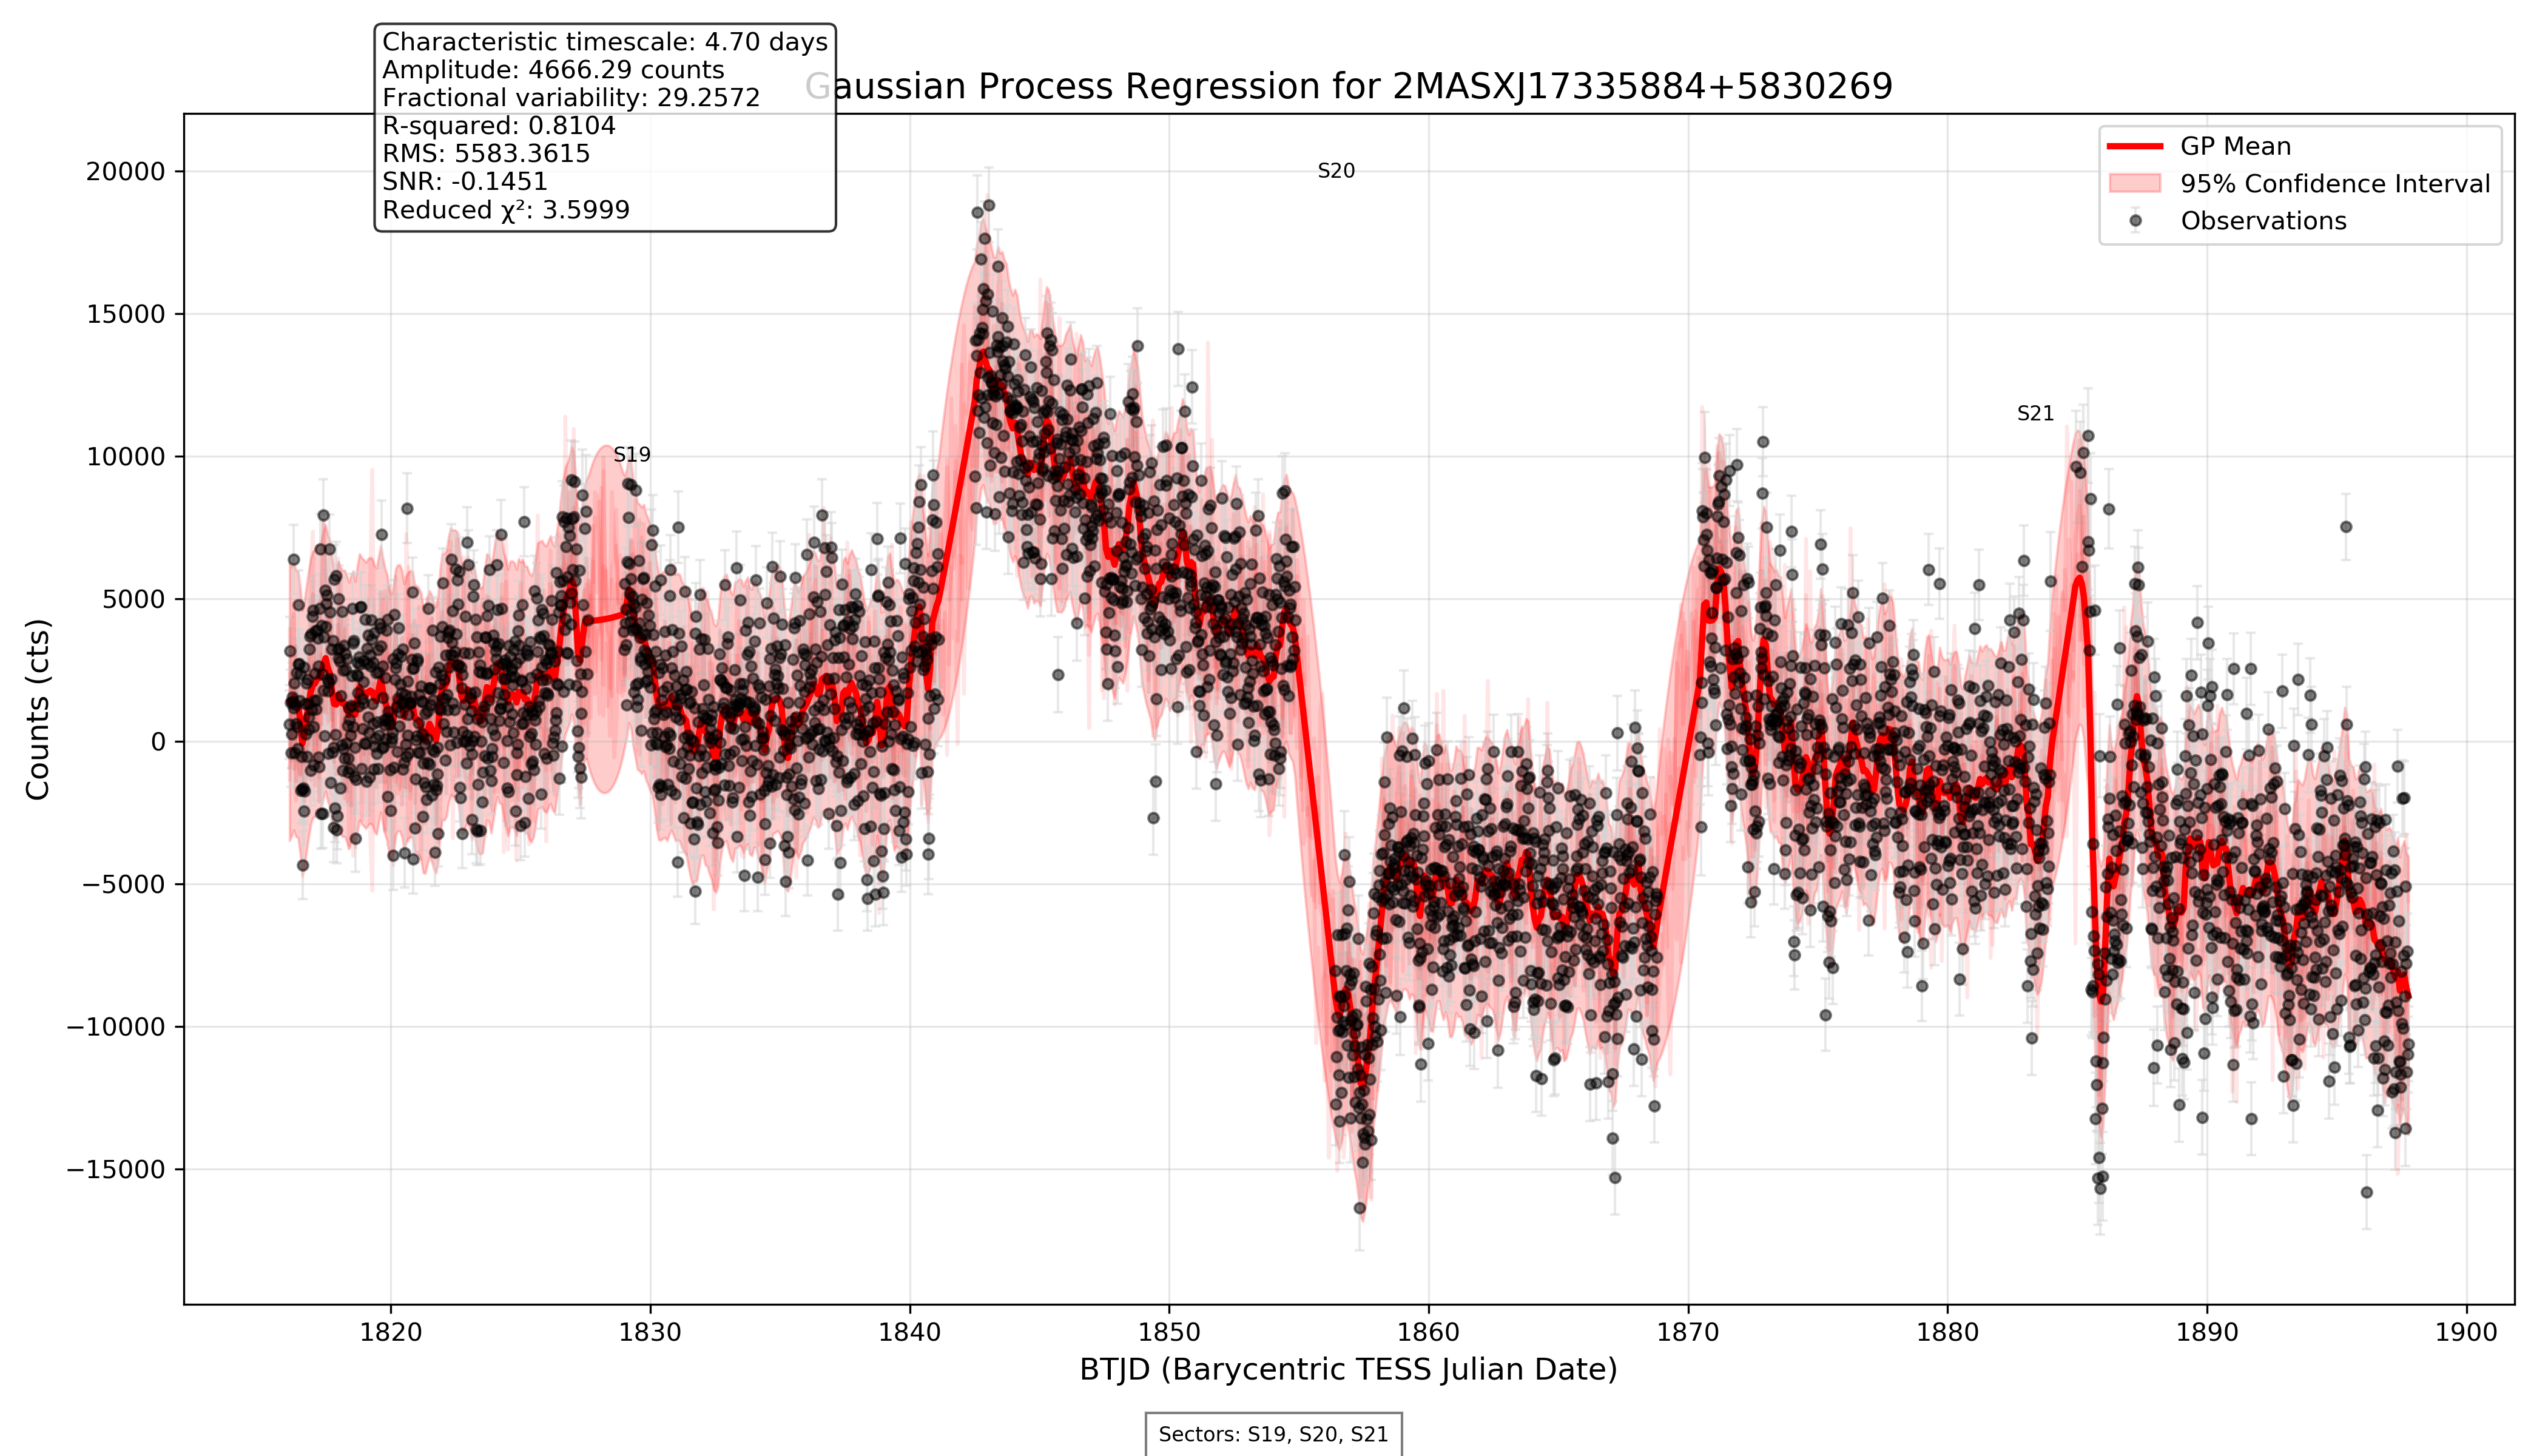 Characteristic timescale: 4.70 days
Amplitude: 4666.29 counts
Fractional variability: 29.2572
R-squared: 0.8104
RMS: 5583.3615
SNR: -0.1451
Reduced χ²: 3.5999
Gaussian Process Regression for 2MASXJ17335884+5830269
GP Mean
95% Confidence Interval
Observations
S19
S20
S21
Counts (cts)
20000
15000
10000
5000
0
−5000
−10000
−15000
1820 1830 1840 1850 1860 1870 1880 1890 1900
BTJD (Barycentric TESS Julian Date)
Sectors: S19, S20, S21